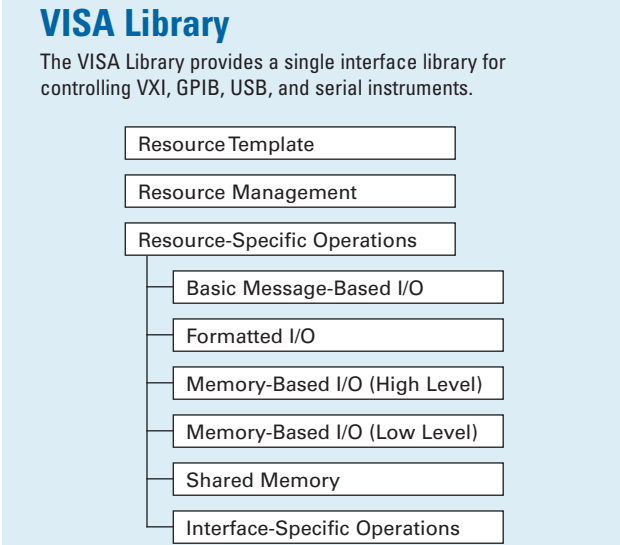 VISA Library
The VISA Library provides a single interface library for
controlling VXI, GPIB, USB, and serial instruments.
Resource Template
Resource Management
Resource-Specific Operations
Basic Message-Based I/O
Formatted I/O
Memory-Based I/O (High Level)
Memory-Based I/O (Low Level)
Shared Memory
Interface-Specific Operations